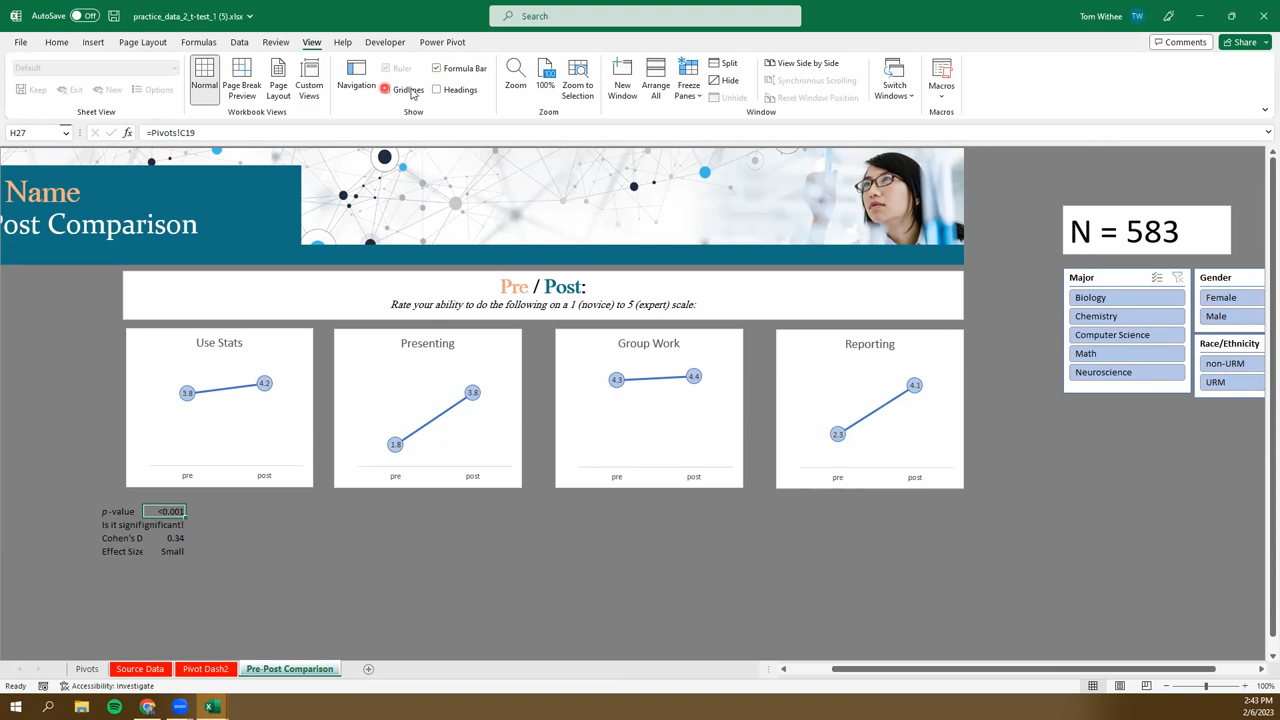 AutoSave Off practice_data_2_t-test_1 (5).xlsx Search Tom Withee TW
File Home Insert Page Layout Formulas Data Review View Help Developer Power Pivot Comments Share
Default
Keep Exit New Options
Sheet View
Normal Page Break Preview Page Layout Custom Views
Workbook Views
Navigation Ruler Formula Bar
Gridlines Headings
Show
Zoom 100% Zoom to Selection
Zoom
New Window Arrange All Freeze Panes Split Hide Unhide
View Side by Side
Synchronous Scrolling
Reset Window Position
Switch Windows
Window
Macros
Macros
H27 fx =Pivots!C19
Name
Post Comparison
N = 583
Pre / Post:
Rate your ability to do the following on a 1 (novice) to 5 (expert) scale:
Major
Biology
Chemistry
Computer Science
Math
Neuroscience
Gender
Female
Male
Race/Ethnicity
non-URM
URM
Use Stats
3.8 4.2
pre post
Presenting
1.8 3.8
pre post
Group Work
4.3 4.4
pre post
Reporting
2.3 4.1
pre post
p-value <0.001
Is it signifignificant!
Cohen's D 0.34
Effect Size Small
Pivots Source Data Pivot Dash2 Pre-Post Comparison
Ready Accessibility: Investigate 100%
2:43 PM
2/6/2023